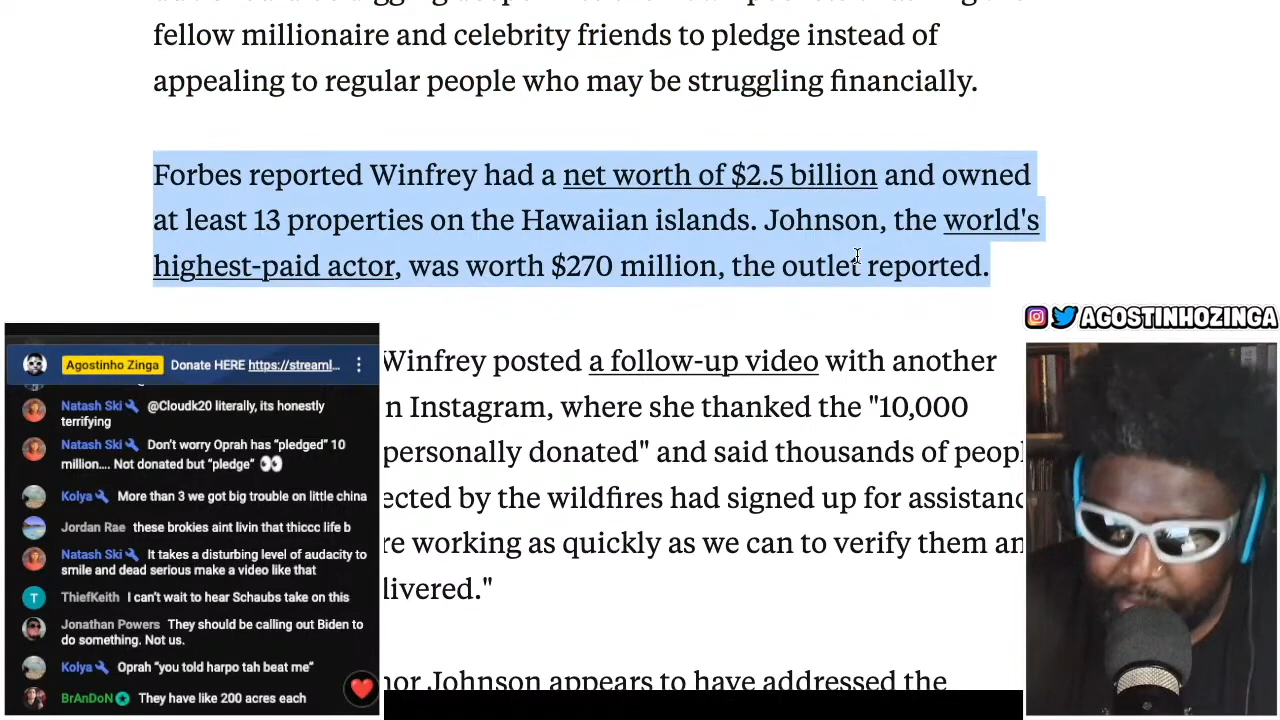 fellow millionaire and celebrity friends to pledge instead of
appealing to regular people who may be struggling financially.
Forbes reported Winfrey had a net worth of $2.5 billion and owned
at least 13 properties on the Hawaiian islands. Johnson, the world's
highest-paid actor, was worth $270 million, the outlet reported.
Winfrey posted a follow-up video with another
n Instagram, where she thanked the "10,000
personally donated" and said thousands of peopl
ected by the wildfires had signed up for assistanc
re working as quickly as we can to verify them an
livered."
nor Johnson appears to have addressed the
Agostinho Zinga Donate HERE https://streaml...
Natash Ski @Cloudk20 literally, its honestly
terrifying
Natash Ski Don't worry Oprah has "pledged" 10
million.... Not donated but "pledge" 👀
Kolya More than 3 we got big trouble on little china
Jordan Rae these brokies aint livin that thiccc life b
Natash Ski It takes a disturbing level of audacity to
smile and dead serious make a video like that
T ThiefKeith I can't wait to hear Schaubs take on this
Jonathan Powers They should be calling out Biden to
do something. Not us.
Kolya Oprah "you told harpo tah beat me"
BrAnDoN They have like 200 acres each
AGOSTINHOZINGA